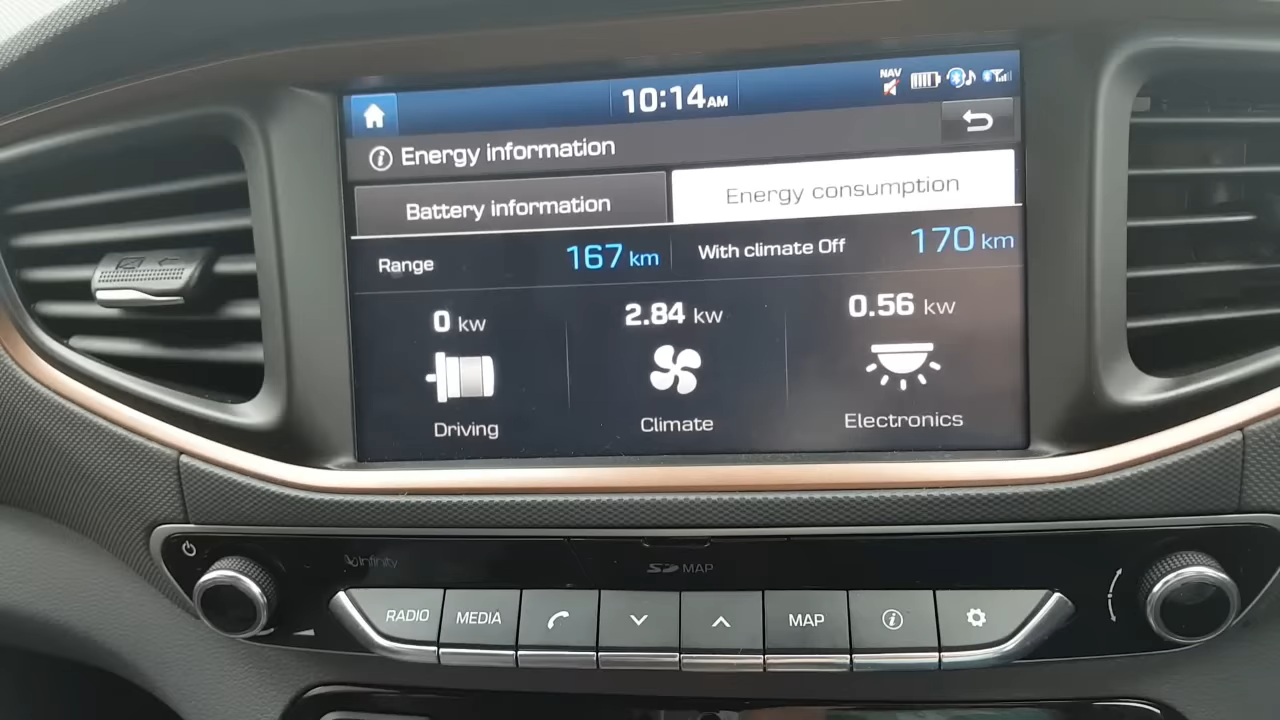 NAV
10:14AM
Energy information
Battery information
Energy consumption
Range 167 km
With climate Off 170 km
0 kw
2.84 kw
0.56 kw
Driving
Climate
Electronics
Infinity
SD MAP
RADIO
MEDIA
MAP